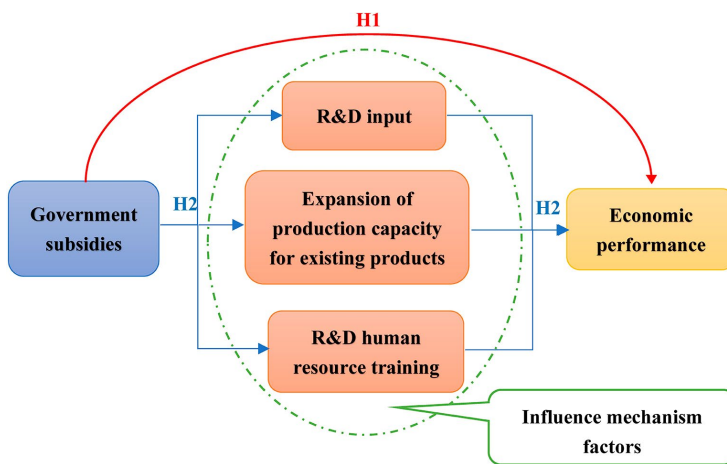 H1
R&D input
Government
subsidies
H2
Expansion of
production capacity
for existing products
H2
Economic
performance
R&D human
resource training
Influence mechanism
factors